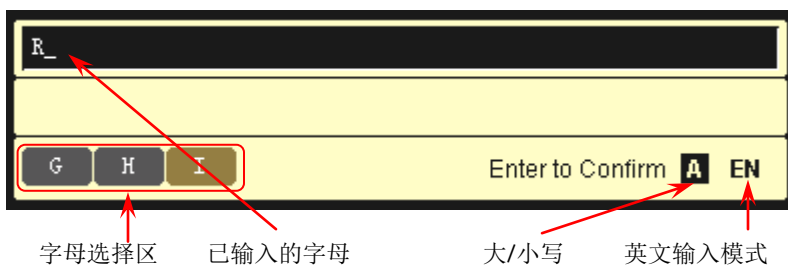 R_
G H I Enter to Confirm A EN
字母选择区 已输入的字母 大/小写 英文输入模式